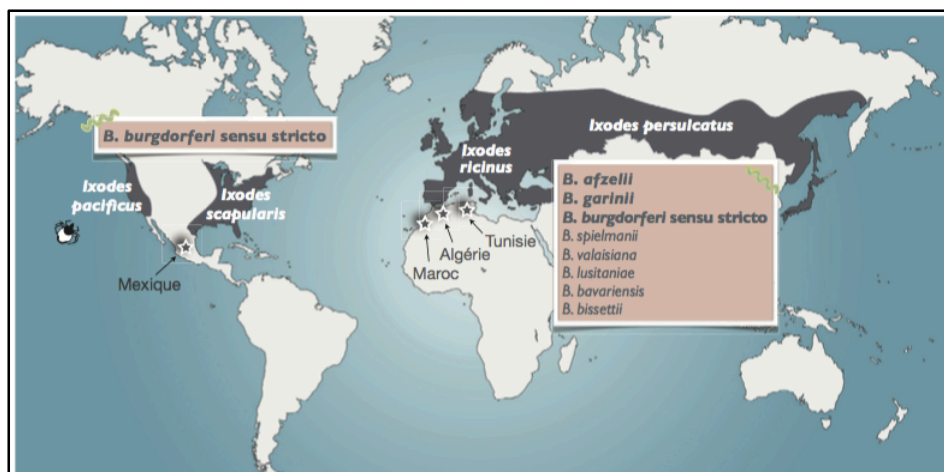 B. burgdorferi sensu stricto
Ixodes persulcatus
Ixodes
ricinus
Ixodes
pacificus
Ixodes
scapularis
B. afzelii
B. garinii
B. burgdorferi sensu stricto
B. spielmanii
B. valaisiana
B. lusitaniae
B. bavariensis
B. bissettii
Tunisie
Algérie
Maroc
Mexique